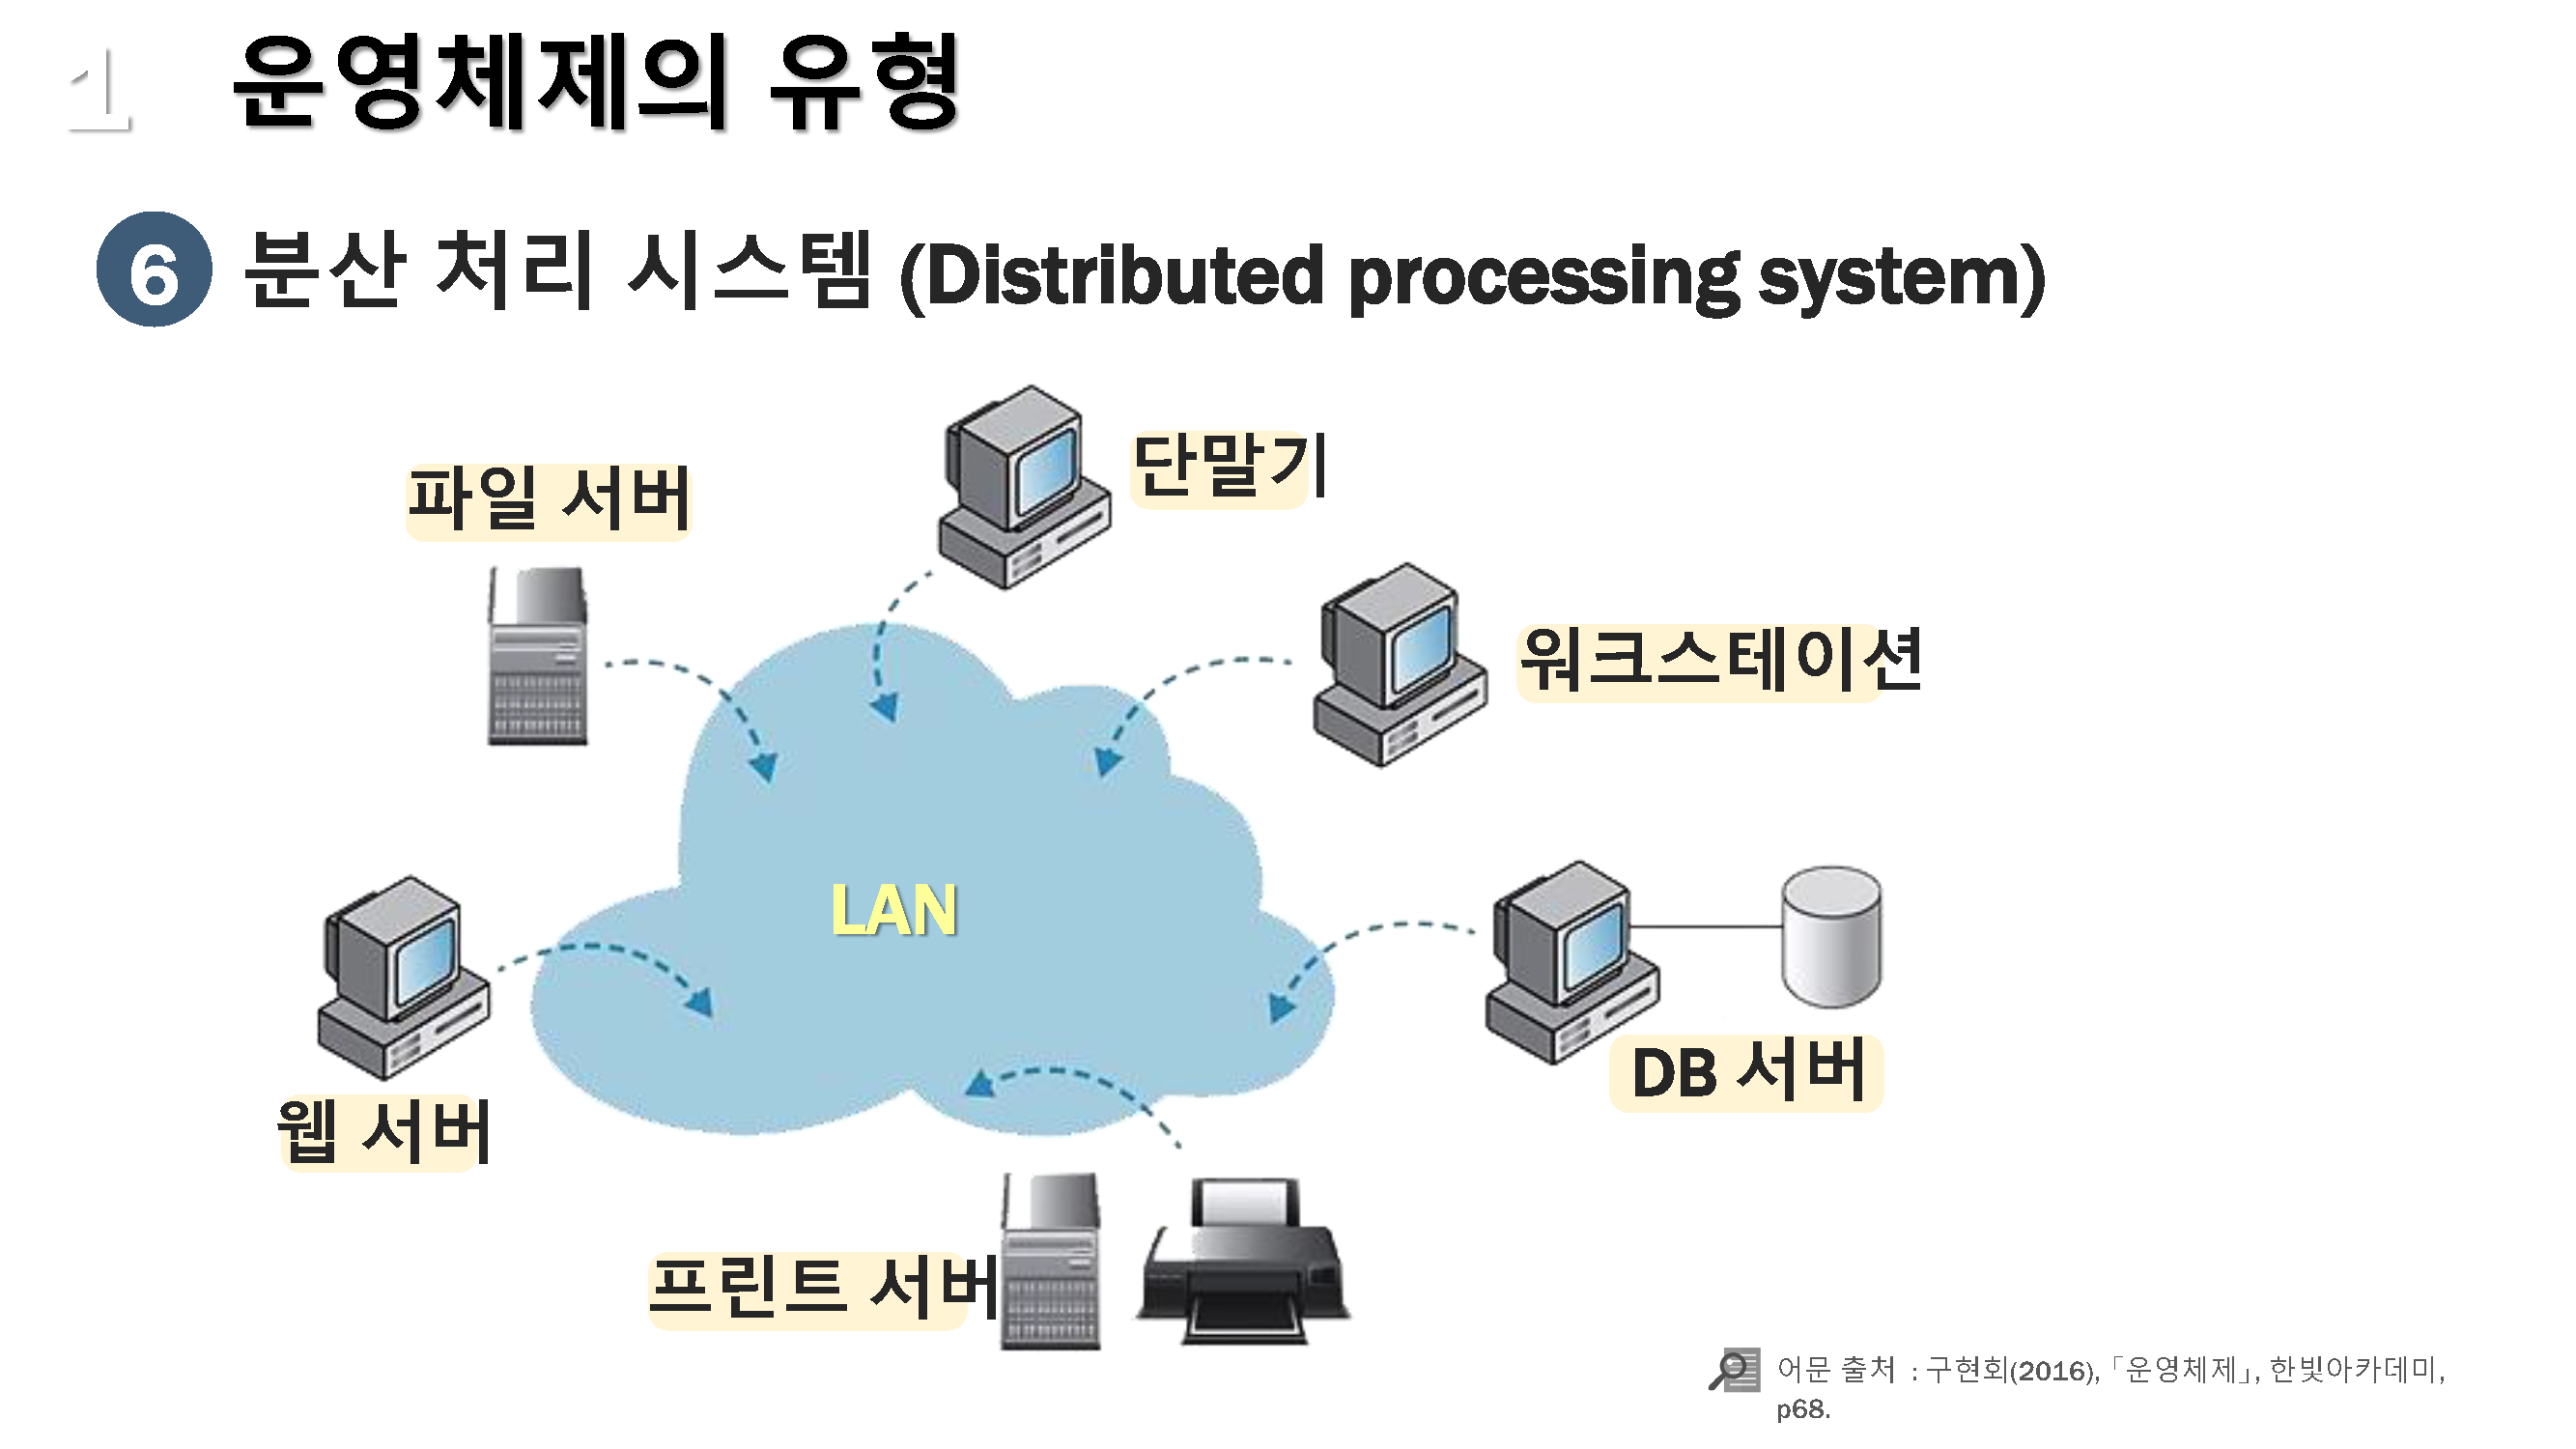 1 운영체제의 유형
6 분산 처리 시스템 (Distributed processing system)
단말기
파일 서버
워크스테이션
LAN
DB 서버
웹 서버
프린트 서버
어문 출처 : 구현회(2016), 「운영체제」, 한빛아카데미,
p68.